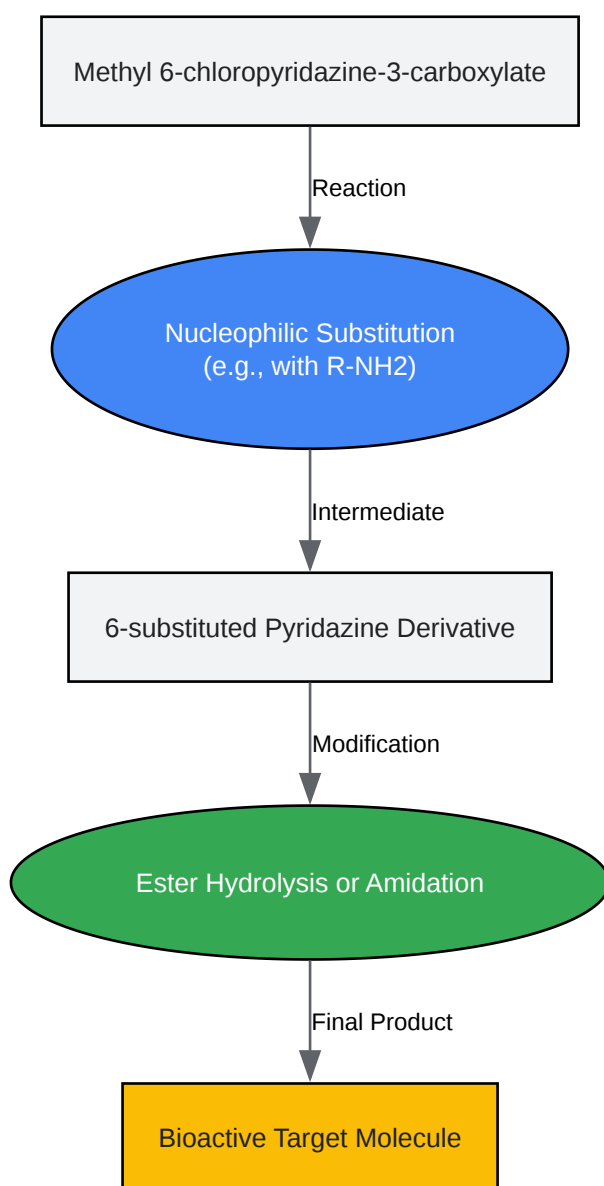 Methyl 6-chloropyridazine-3-carboxylate
Reaction
Nucleophilic Substitution
(e.g., with R-NH2)
Intermediate
6-substituted Pyridazine Derivative
Modification
Ester Hydrolysis or Amidation
Final Product
Bioactive Target Molecule